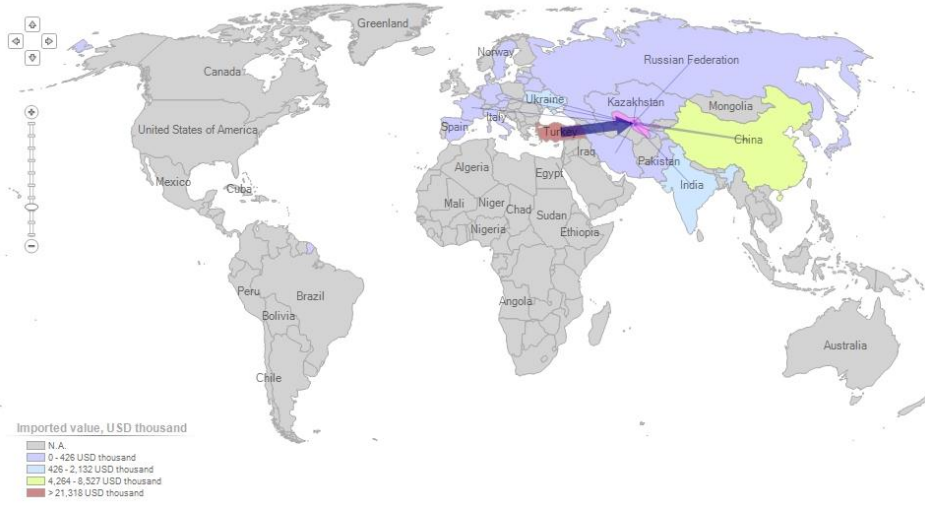 Greenland
Norway
Russian Federation
Canada
Ukraine
Kazakhstan
Mongolia
Italy
United States of America
Spain
Turkey
China
Iraq
Pakistan
Algeria
Egypt
Mexico
Cuba
India
Mali
Niger
Chad
Sudan
Nigeria
Ethiopia
Peru
Brazil
Angola
Bolivia
Australia
Chile
Imported value, USD thousand
N.A.
0 - 426 USD thousand
426 - 2,132 USD thousand
4,264 - 8,527 USD thousand
> 21,318 USD thousand